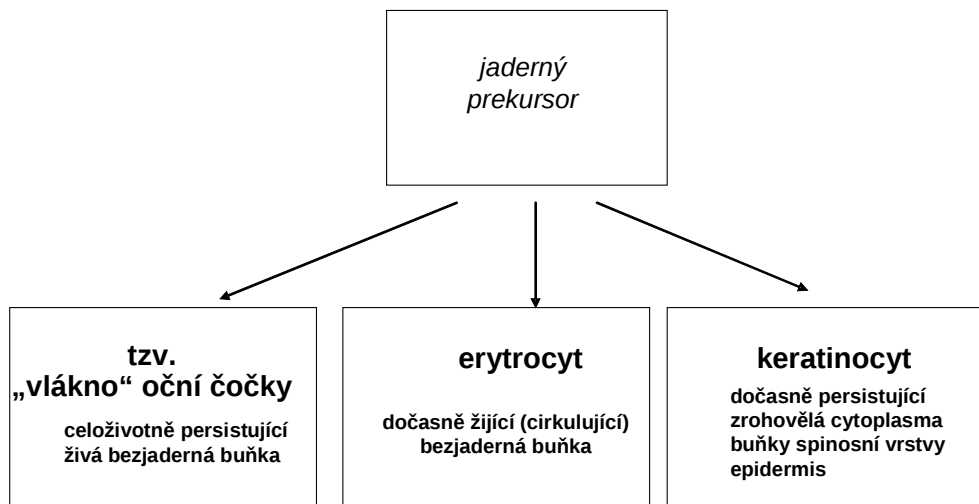 jaderný
prekursor
tzv.
„vlákno“ oční čočky
celoživotně persistující
živá bezjaderná buňka
erytrocyt
dočasně žijící (cirkulující)
bezjaderná buňka
keratinocyt
dočasně persistující
zrohovělá cytoplasma
buňky spinosní vrstvy
epidermis